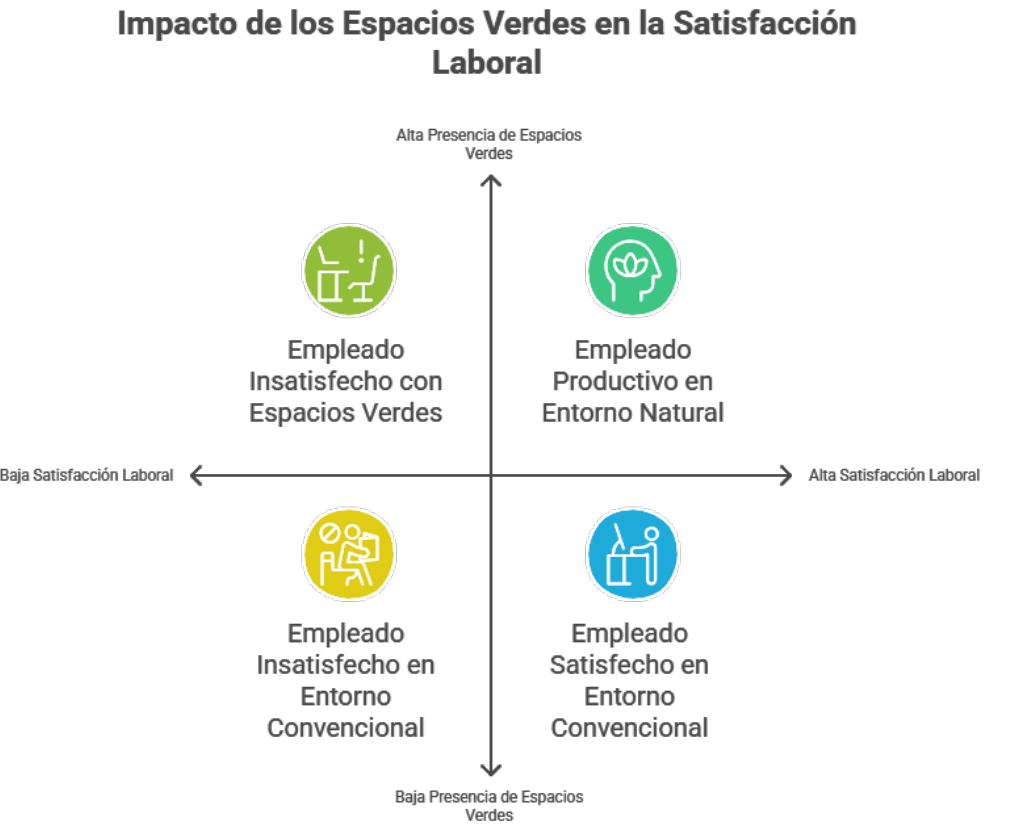 Impacto de los Espacios Verdes en la Satisfacción
Laboral
Alta Presencia de Espacios
Verdes
Empleado
Insatisfecho con
Espacios Verdes
Empleado
Productivo en
Entorno Natural
Baja Satisfacción Laboral
Alta Satisfacción Laboral
Empleado
Insatisfecho en
Entorno
Convencional
Empleado
Satisfecho en
Entorno
Convencional
Baja Presencia de Espacios
Verdes